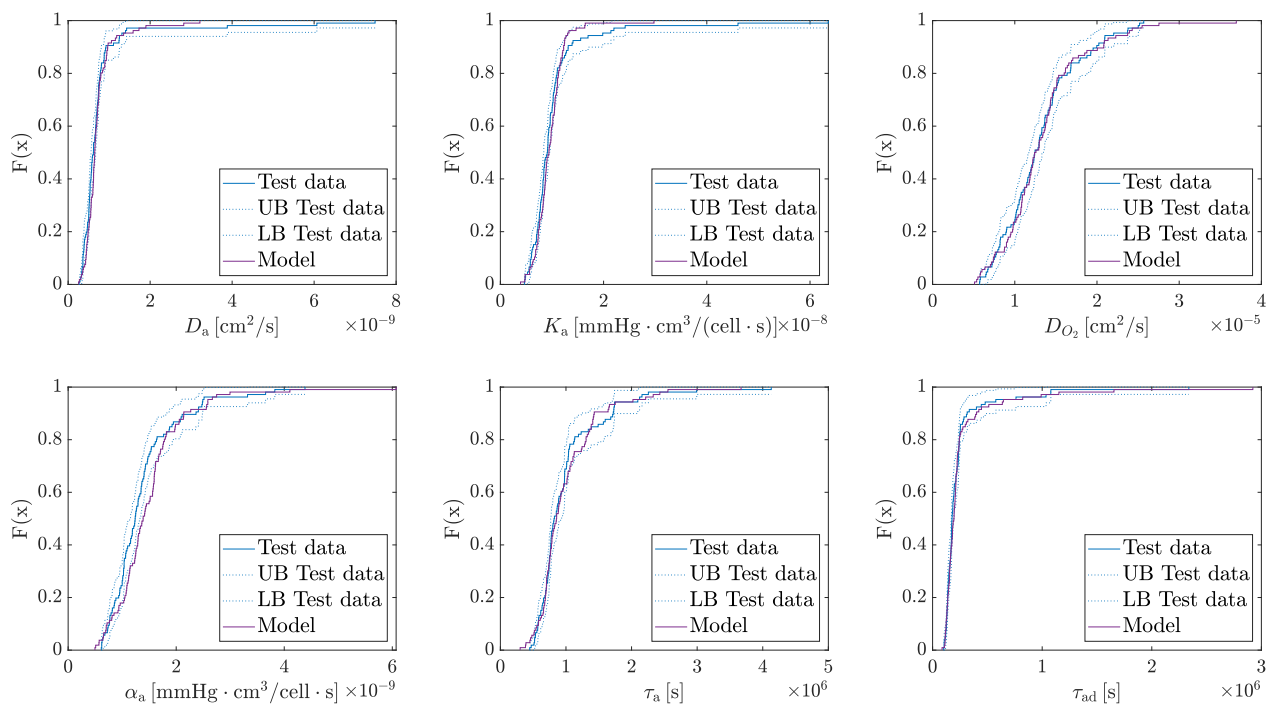 1
0.8
0.6
0.4
0.2
0
F(x)
Test data
UB Test data
LB Test data
Model
0 2 4 6 8
×10⁻⁹
Dₐ [cm²/s]
1
0.8
0.6
0.4
0.2
0
F(x)
Test data
UB Test data
LB Test data
Model
0 2 4 6
Kₐ [mmHg · cm³/(cell · s)] ×10⁻⁸
1
0.8
0.6
0.4
0.2
0
F(x)
Test data
UB Test data
LB Test data
Model
0 1 2 3 4
×10⁻⁵
D_O₂ [cm²/s]
1
0.8
0.6
0.4
0.2
0
F(x)
Test data
UB Test data
LB Test data
Model
0 2 4 6
αₐ [mmHg · cm³/cell · s] ×10⁻⁹
1
0.8
0.6
0.4
0.2
0
F(x)
Test data
UB Test data
LB Test data
Model
0 1 2 3 4 5
×10⁶
τₐ [s]
1
0.8
0.6
0.4
0.2
0
F(x)
Test data
UB Test data
LB Test data
Model
0 1 2 3
×10⁶
τ_ad [s]